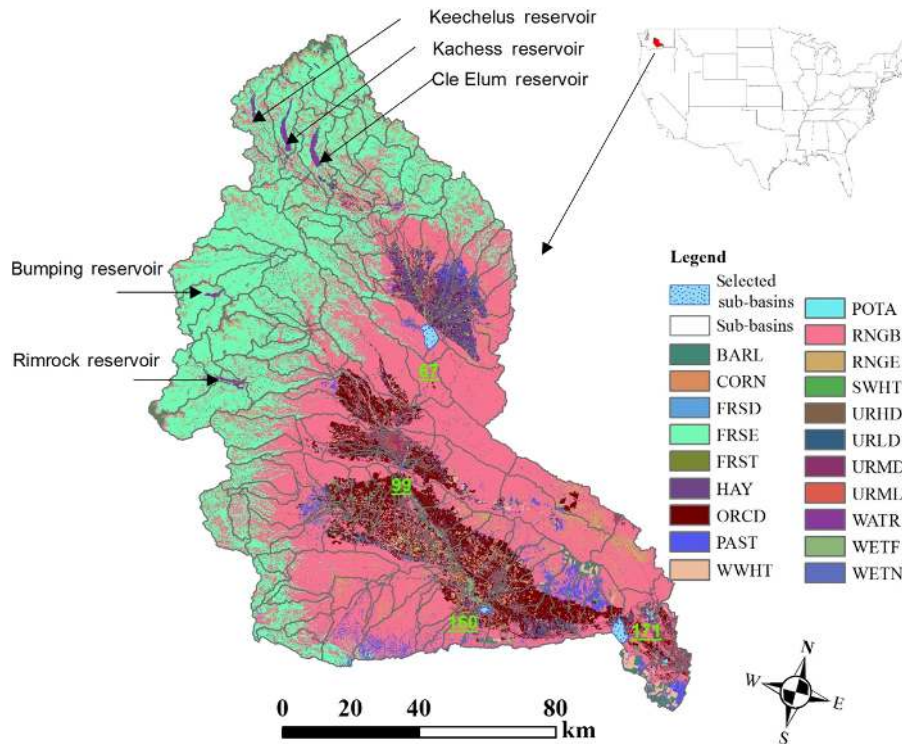 Keechelus reservoir
Kachess reservoir
Cle Elum reservoir
Bumping reservoir
Rimrock reservoir
67
99
160
171
Legend
Selected
sub-basins
Sub-basins
BARL
CORN
FRSD
FRSE
FRST
HAY
ORCD
PAST
WWHT
POTA
RNGB
RNGE
SWHT
URHD
URLD
URMD
URML
WATR
WETF
WETN
N
W
E
S
0 20 40 60 80
km